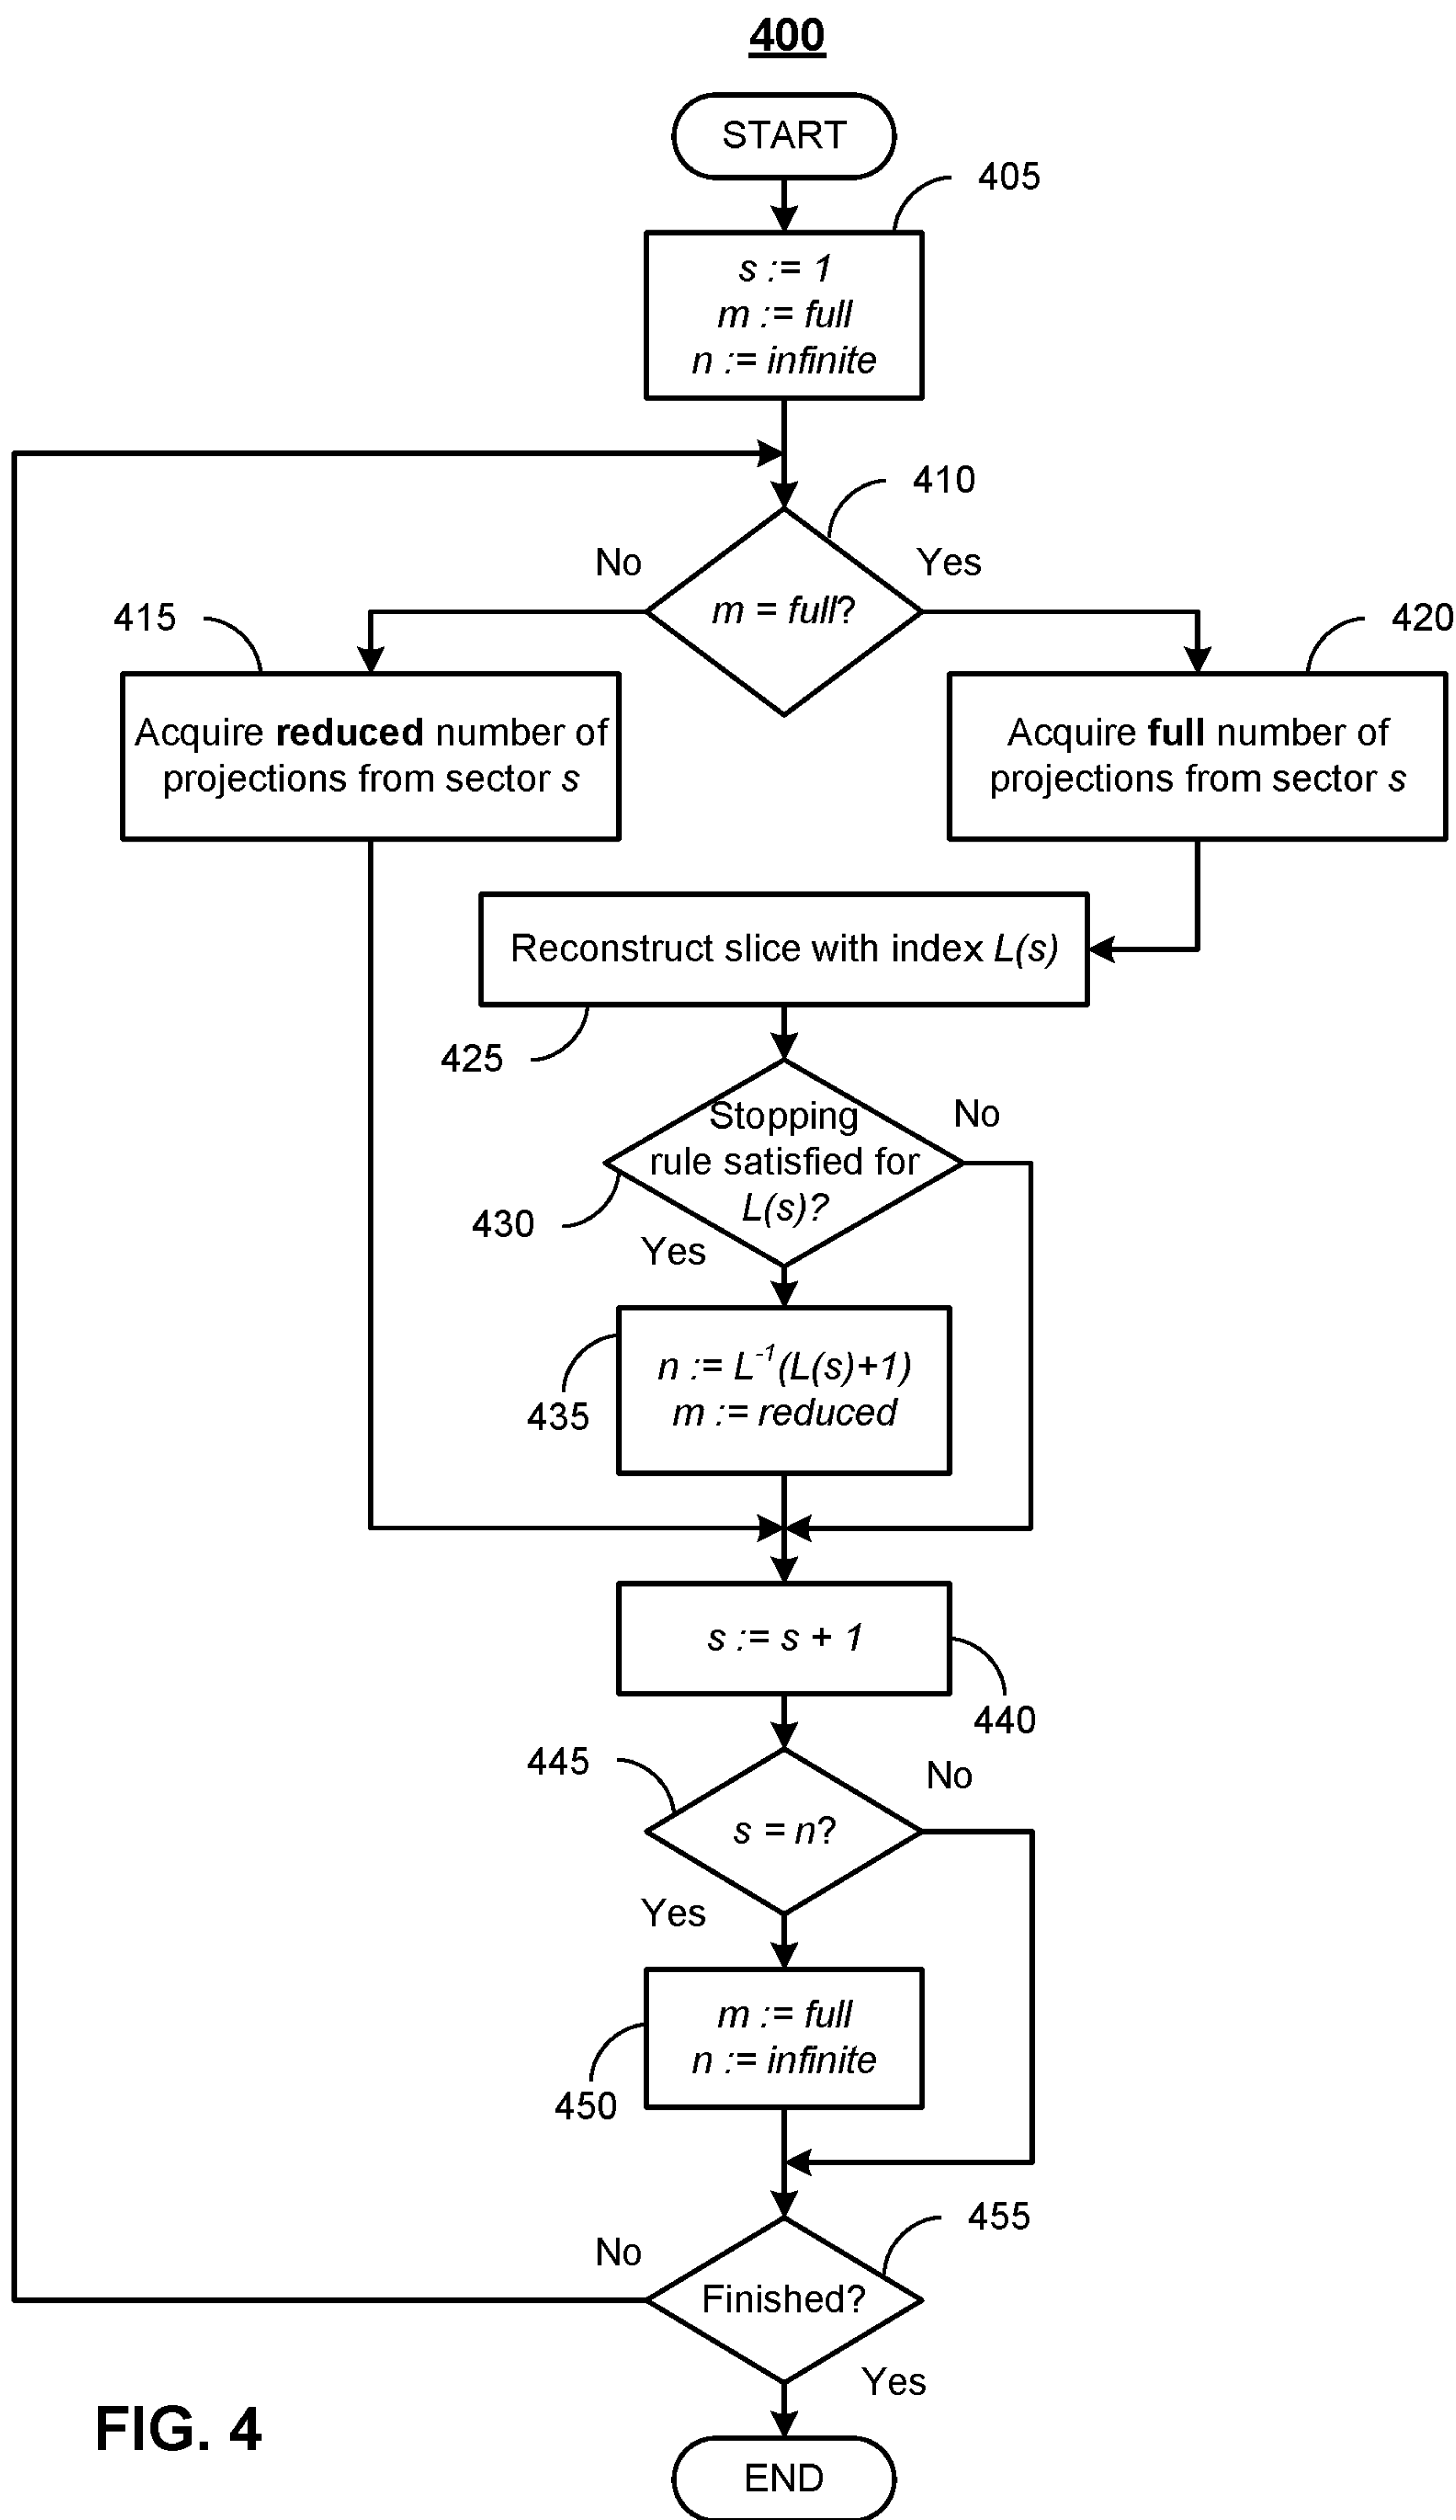 400
START
405
s := 1
m := full
n := infinite
410
No
Yes
m = full?
415
420
Acquire reduced number of
projections from sector s
Acquire full number of
projections from sector s
Reconstruct slice with index L(s)
425
Stopping
rule satisfied for
L(s)?
No
430
Yes
n := L⁻¹(L(s)+1)
m := reduced
435
s := s + 1
440
445
No
s = n?
Yes
m := full
n := infinite
450
455
No
Finished?
Yes
FIG. 4
END